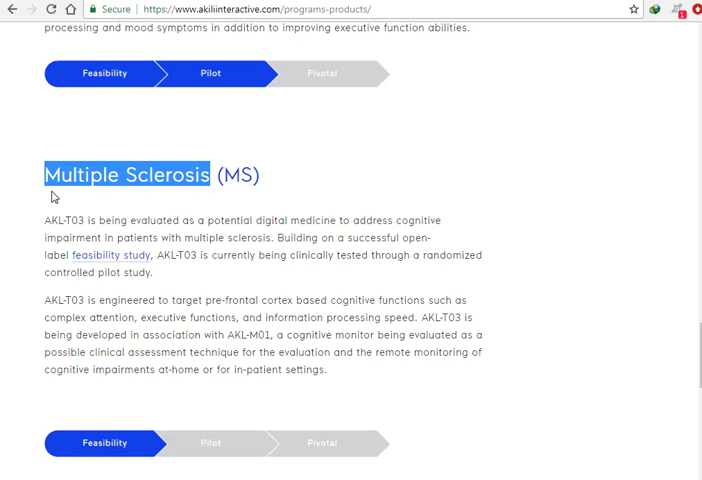 Secure
https://www.akiliinteractive.com/programs-products/
1
processing and mood symptoms in addition to improving executive function abilities.
Feasibility
Pilot
Pivotal
Multiple Sclerosis (MS)
AKL-T03 is being evaluated as a potential digital medicine to address cognitive
impairment in patients with multiple sclerosis. Building on a successful open-
label feasibility study, AKL-T03 is currently being clinically tested through a randomized
controlled pilot study.
AKL-T03 is engineered to target pre-frontal cortex based cognitive functions such as
complex attention, executive functions, and information processing speed. AKL-T03 is
being developed in association with AKL-M01, a cognitive monitor being evaluated as a
possible clinical assessment technique for the evaluation and the remote monitoring of
cognitive impairments at-home or for in-patient settings.
Feasibility
Pilot
Pivotal